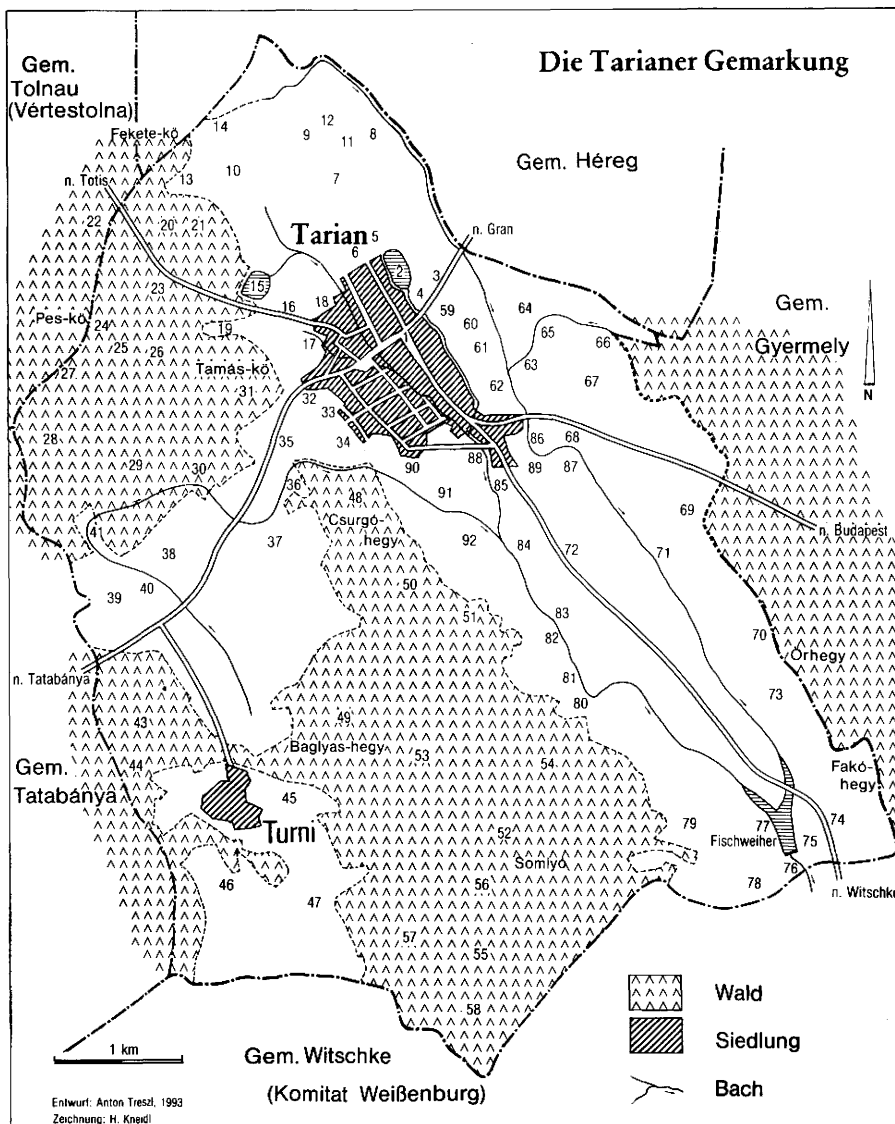 Die Tarianer Gemarkung
Gem.
Tolnau
(Vértestolna)
Fekete-kö
n. Totis
Gem. Héreg
14
12
9
11
8
13
10
7
22
20
21
Tarian
5
6
n. Gran
2
3
4
15
16
18
23
19
17
59
60
61
64
65
66
63
62
67
Gem.
Gyermely
N
Pes-kö
24
25
26
27
Tamás-kö
31
32
33
34
35
28
29
30
36
48
Csurgó-
hegy
90
88
86
68
89
87
85
91
92
84
72
71
69
n. Budapest
41
38
37
40
39
50
51
83
82
81
80
70
Örhegy
73
n. Tatabánya
43
44
49
Baglyas-hegy
53
54
Gem.
Tatabánya
45
Turni
46
47
52
Somlyó
56
57
55
58
Fakó-
hegy
79
77
74
Fischweiher
75
76
78
n. Witschke
1 km
Gem. Witschke
(Komitat Weißenburg)
Wald
Siedlung
Bach
Entwurf: Anton Treszl, 1993
Zeichnung: H. Kneidl